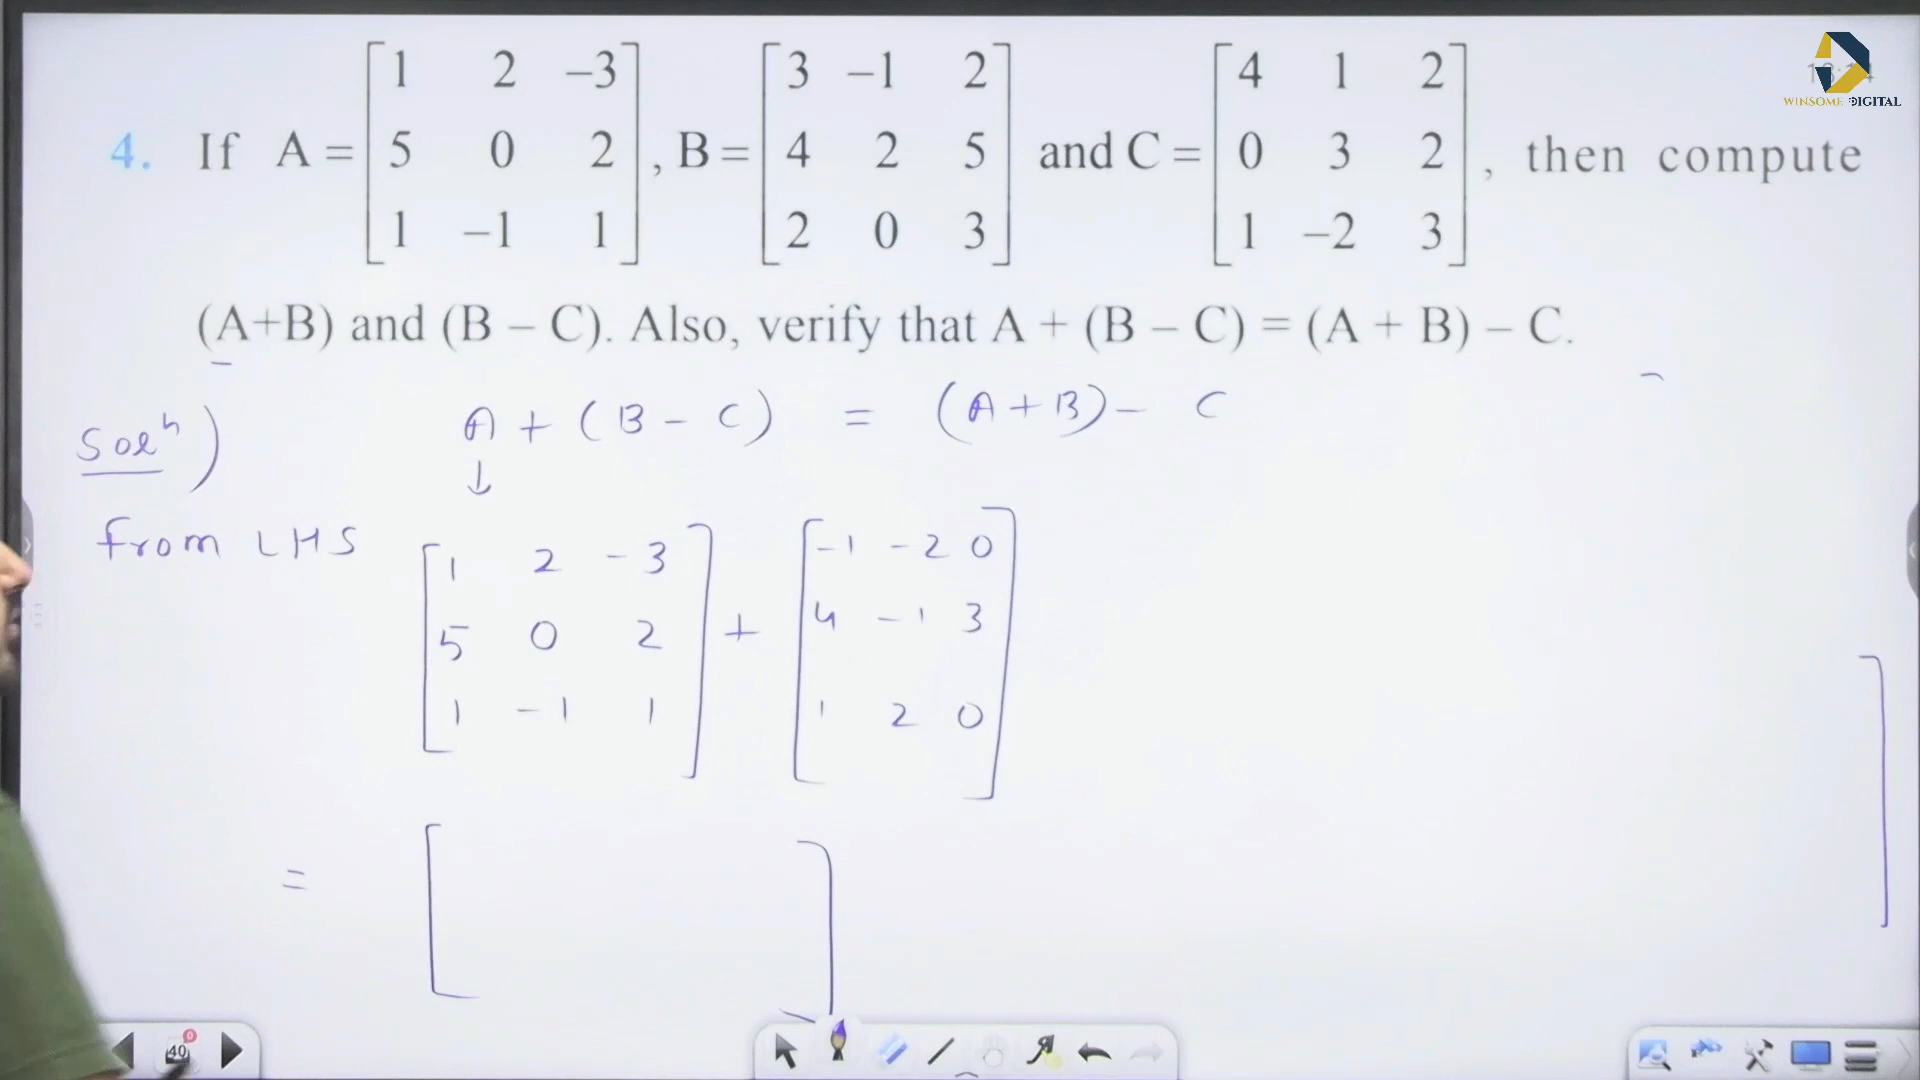 4. If A = [1 2 –3
5 0 2
1 –1 1], B = [3 –1 2
4 2 5
2 0 3] and C = [4 1 2
0 3 2
1 –2 3], then compute
(A+B) and (B – C). Also, verify that A + (B – C) = (A + B) – C.
Solⁿ) A + (B - C) = (A + B) - C
↓
from LHS
[1 2 -3
5 0 2
1 -1 1] + [-1 -2 0
4 -1 3
1 2 0]
= [ ]
WINSOME DIGITAL
40
0